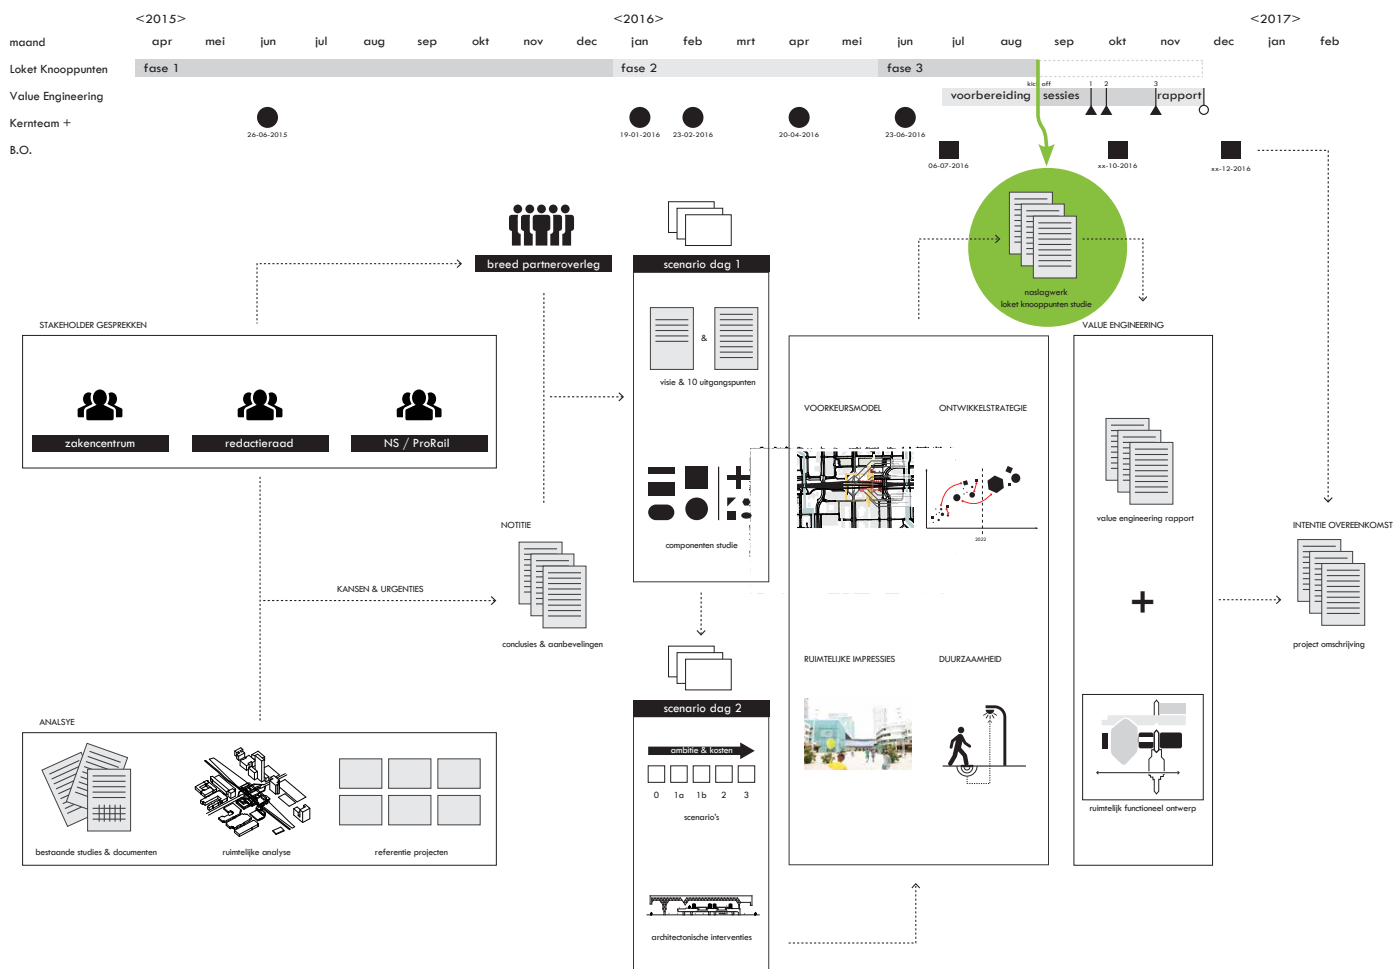 <2015> <2016> <2017>
maand apr mei jun jul aug sep okt nov dec jan feb mrt apr mei jun jul aug sep okt nov dec jan feb
Loket Knooppunten fase 1 fase 2 fase 3
kick off 1 2 3
Value Engineering voorbereiding sessies rapport
Kernteam +
26-06-2015 19-01-2016 23-02-2016 20-04-2016 23-06-2016
B.O.
06-07-2016 xx-10-2016 xx-12-2016
breed partneroverleg
scenario dag 1
naslagwerk
loket knooppunten studie
STAKEHOLDER GESPREKKEN
VALUE ENGINEERING
&
visie & 10 uitgangspunten
VOORKEURSMODEL
ONTWIKKELSTRATEGIE
zakencentrum
redactieraad
NS / ProRail
value engineering rapport
NOTITIE
INTENTIE OVEREENKOMST
2022
componenten studie
KANSEN & URGENTIES
conclusies & aanbevelingen
project omschrijving
RUIMTELIJKE IMPRESSIES
DUURZAAMHEID
scenario dag 2
ANALSYE
ambitie & kosten
0 1a 1b 2 3
scenario's
ruimtelijk functioneel ontwerp
bestaande studies & documenten
ruimtelijke analyse
referentie projecten
architectonische interventies